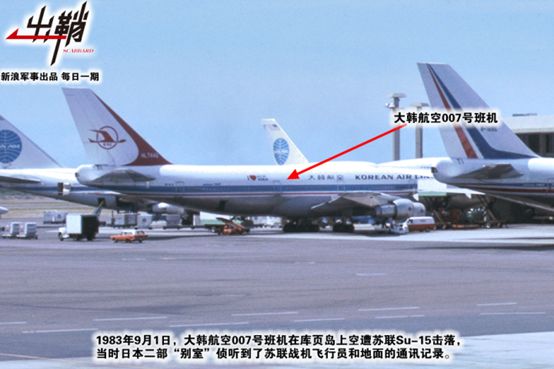 出鞘
SCABBARD
新浪军事出品 每日一期
大韩航空007号班机
大韩航空 KOREAN AIR LINES
1983年9月1日，大韩航空007号班机在库页岛上空遭苏联Su-15击落，
当时日本二部“别室”侦听到了苏联战机飞行员和地面的通讯记录。